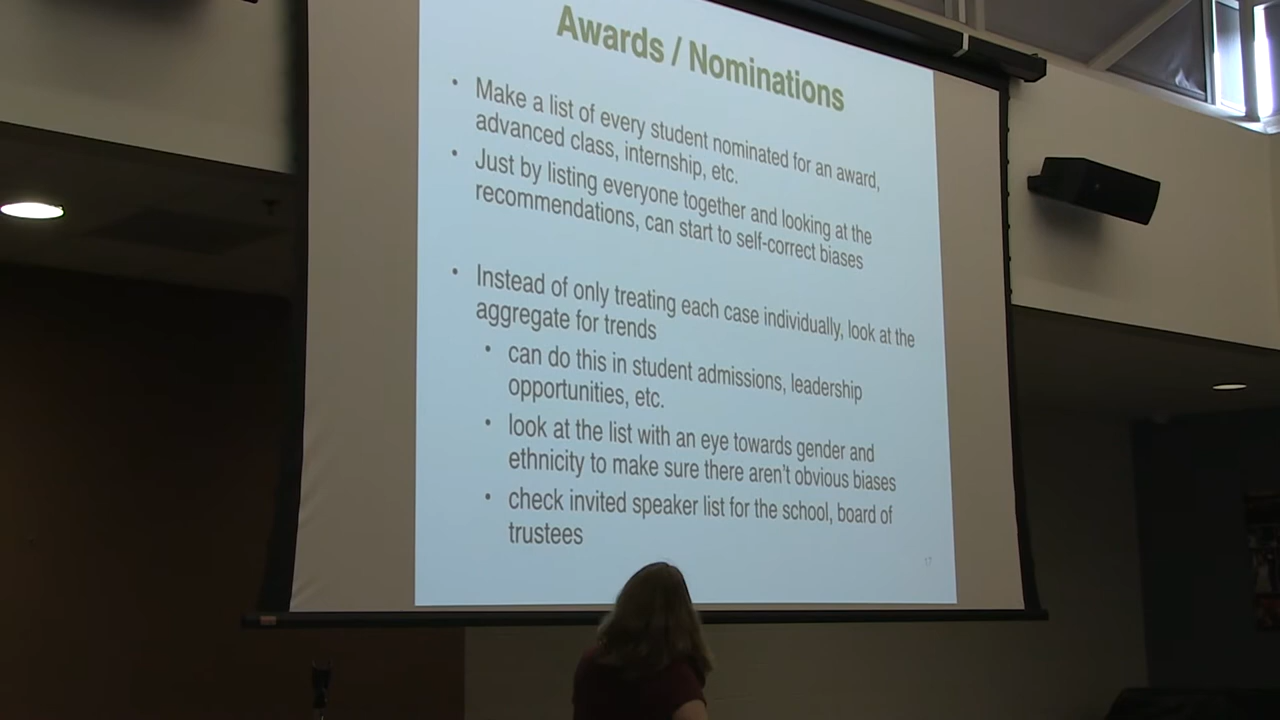 Awards / Nominations
• Make a list of every student nominated for an award,
advanced class, internship, etc.
• Just by listing everyone together and looking at the
recommendations, can start to self-correct biases
• Instead of only treating each case individually, look at the
aggregate for trends
• can do this in student admissions, leadership
opportunities, etc.
• look at the list with an eye towards gender and
ethnicity to make sure there aren't obvious biases
• check invited speaker list for the school, board of
trustees
17